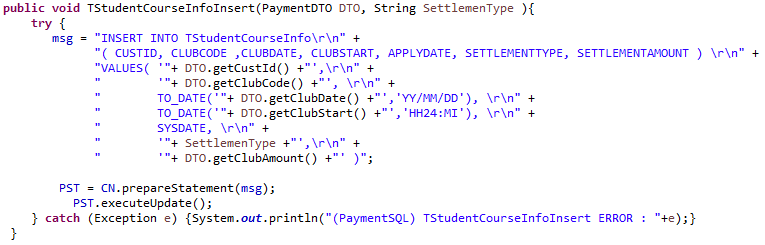 public void TStudentCourseInfoInsert(PaymentDTO DTO, String SettlemenType ){
try {
msg = "INSERT INTO TStudentCourseInfo\r\n" +
"( CUSTID, CLUBCODE ,CLUBDATE, CLUBSTART, APPLYDATE, SETTLEMENTTYPE, SETTLEMENTAMOUNT ) \r\n" +
"VALUES( '"+ DTO.getCustId() +"',\r\n" +
" '"+ DTO.getClubCode() +"', \r\n" +
" TO_DATE('"+ DTO.getClubDate() +"','YY/MM/DD'), \r\n" +
" TO_DATE('"+ DTO.getClubStart() +"','HH24:MI'), \r\n" +
" SYSDATE, \r\n" +
" '"+ SettlemenType +"',\r\n" +
" '"+ DTO.getClubAmount() +"' )";
PST = CN.prepareStatement(msg);
PST.executeUpdate();
} catch (Exception e) {System.out.println("(PaymentSQL) TStudentCourseInfoInsert ERROR : "+e);}
}